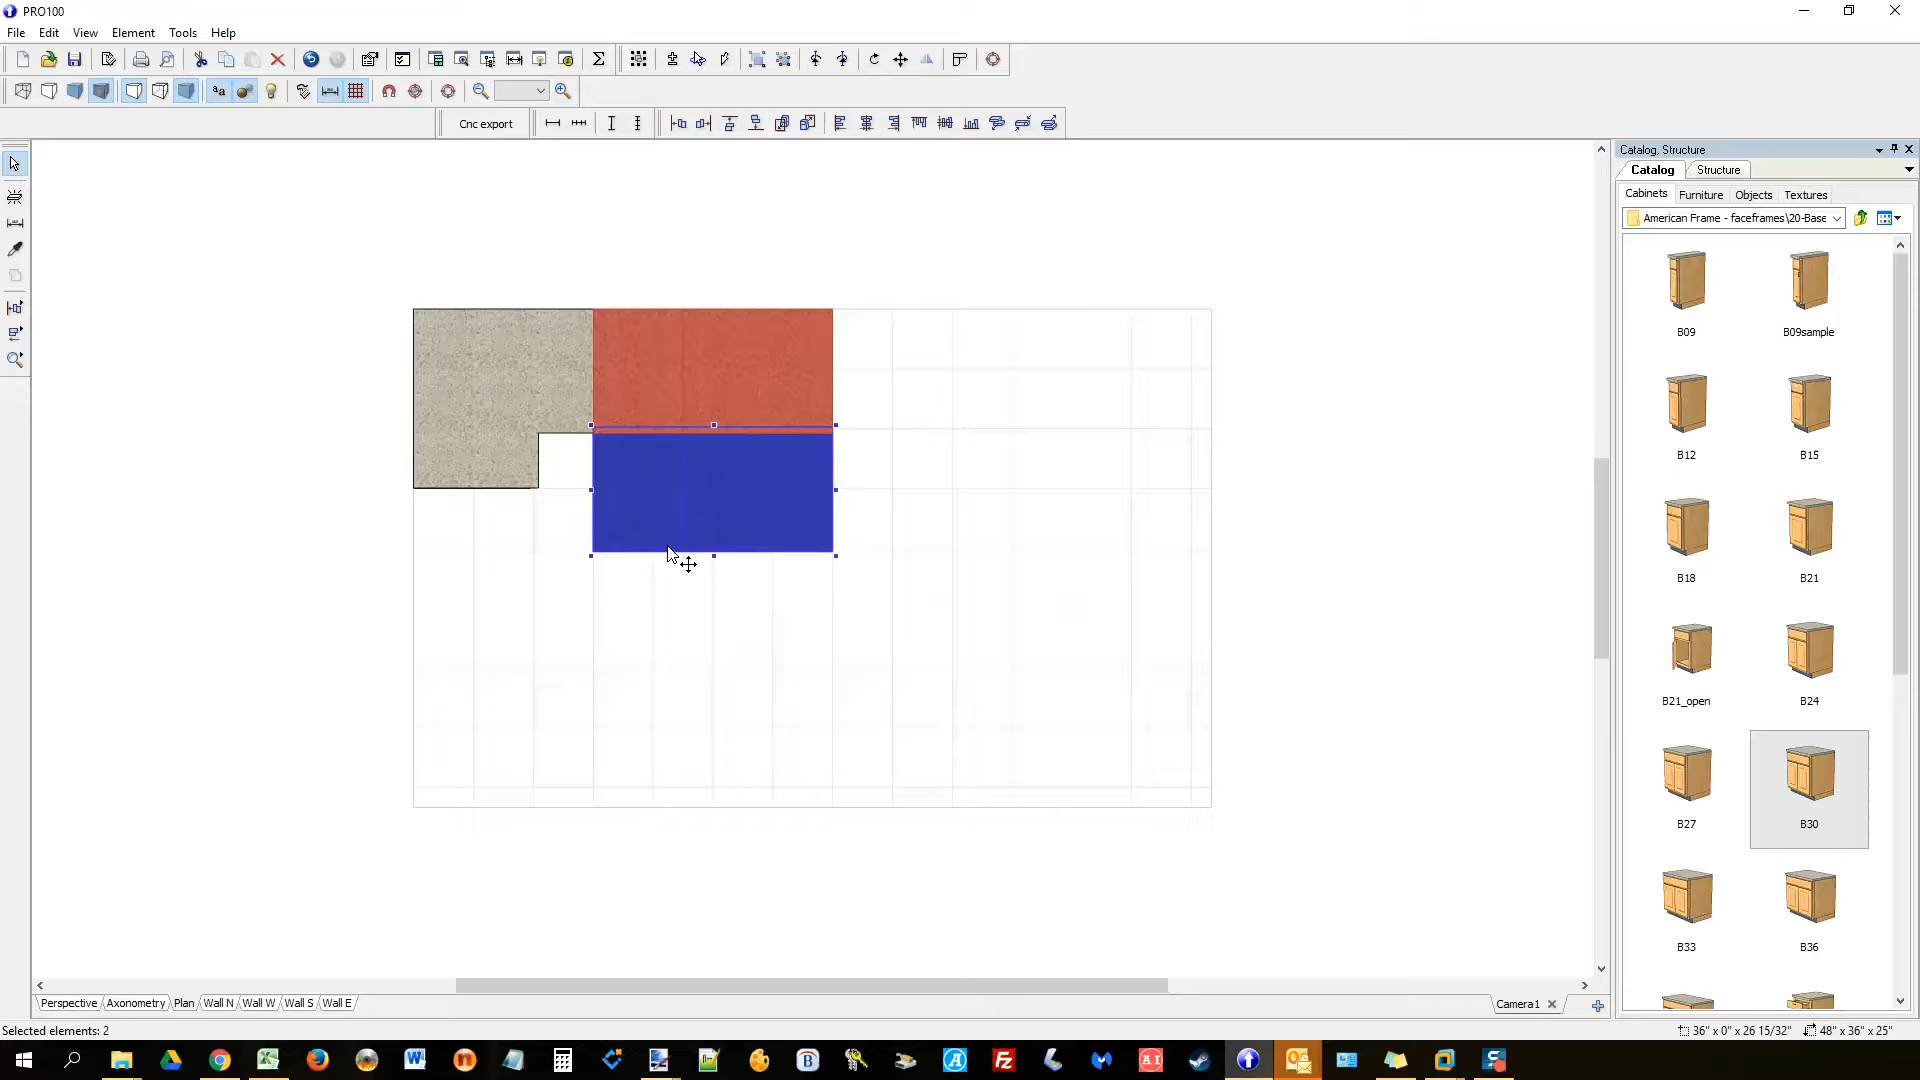 PRO100
File Edit View Element Tools Help
aa
Cnc export
Catalog, Structure
Catalog Structure
Cabinets Furniture Objects Textures
American Frame - faceframes\20-Base
B09 B09sample
B12 B15
B18 B21
B21_open B24
B27 B30
B33 B36
Perspective Axonometry Plan Wall N Wall W Wall S Wall E
Camera1
Selected elements: 2
36" x 0" x 26 15/32" 48" x 36" x 25"